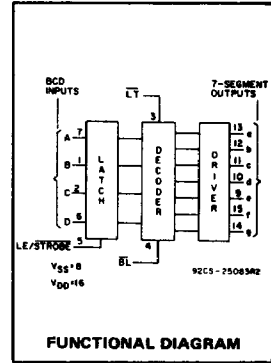 BCD INPUTS
7-SEGMENT OUTPUTS
LT
3
A 7
B 1
C 2
D 6
LATCH
DECODER
DRIVER
13 a
12 b
11 c
10 d
9 e
15 f
14 g
LE/STROBE 5
4
BL
VSS=8
VDD=16
92CS-25083R2
FUNCTIONAL DIAGRAM